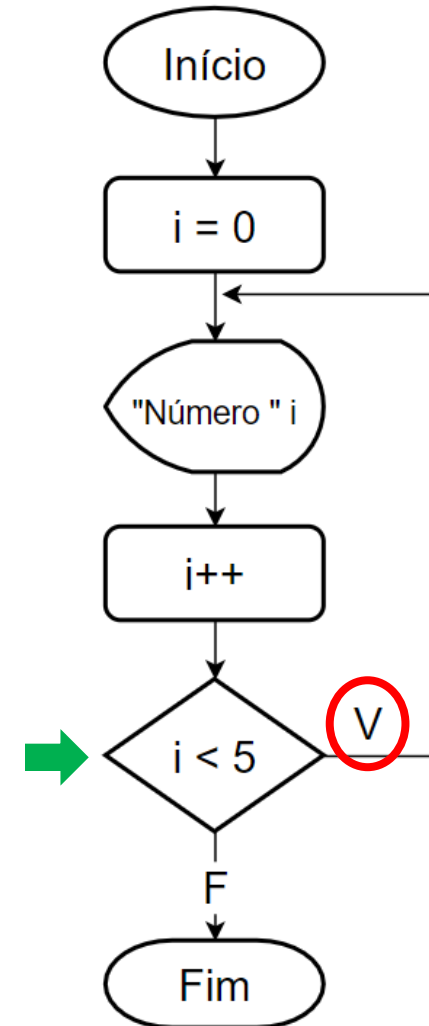 Início
i = 0
"Número " i
i++
i < 5
V
F
Fim